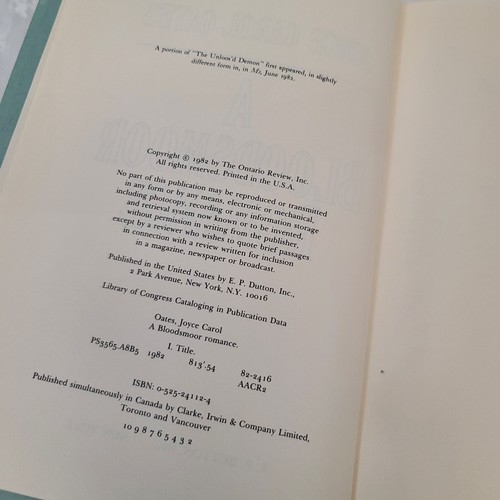 A portion of "The Unloos'd Demon" first appeared, in slightly
different form in, in Ms, June 1982.
Copyright © 1982 by The Ontario Review, Inc.
All rights reserved. Printed in the U.S.A.
No part of this publication may be reproduced or transmitted
in any form or by any means, electronic or mechanical,
including photocopy, recording or any information storage
and retrieval system now known or to be invented,
without permission in writing from the publisher,
except by a reviewer who wishes to quote brief passages
in connection with a review written for inclusion
in a magazine, newspaper or broadcast.
Published in the United States by E. P. Dutton, Inc.,
2 Park Avenue, New York, N.Y. 10016
Library of Congress Cataloging in Publication Data
Oates, Joyce Carol
A Bloodsmoor romance.
I. Title.
PS3565.A8B5 1982 813'.54 82-2416
AACR2
ISBN: 0-525-24112-4
Published simultaneously in Canada by Clarke, Irwin & Company Limited,
Toronto and Vancouver
10 9 8 7 6 5 4 3 2